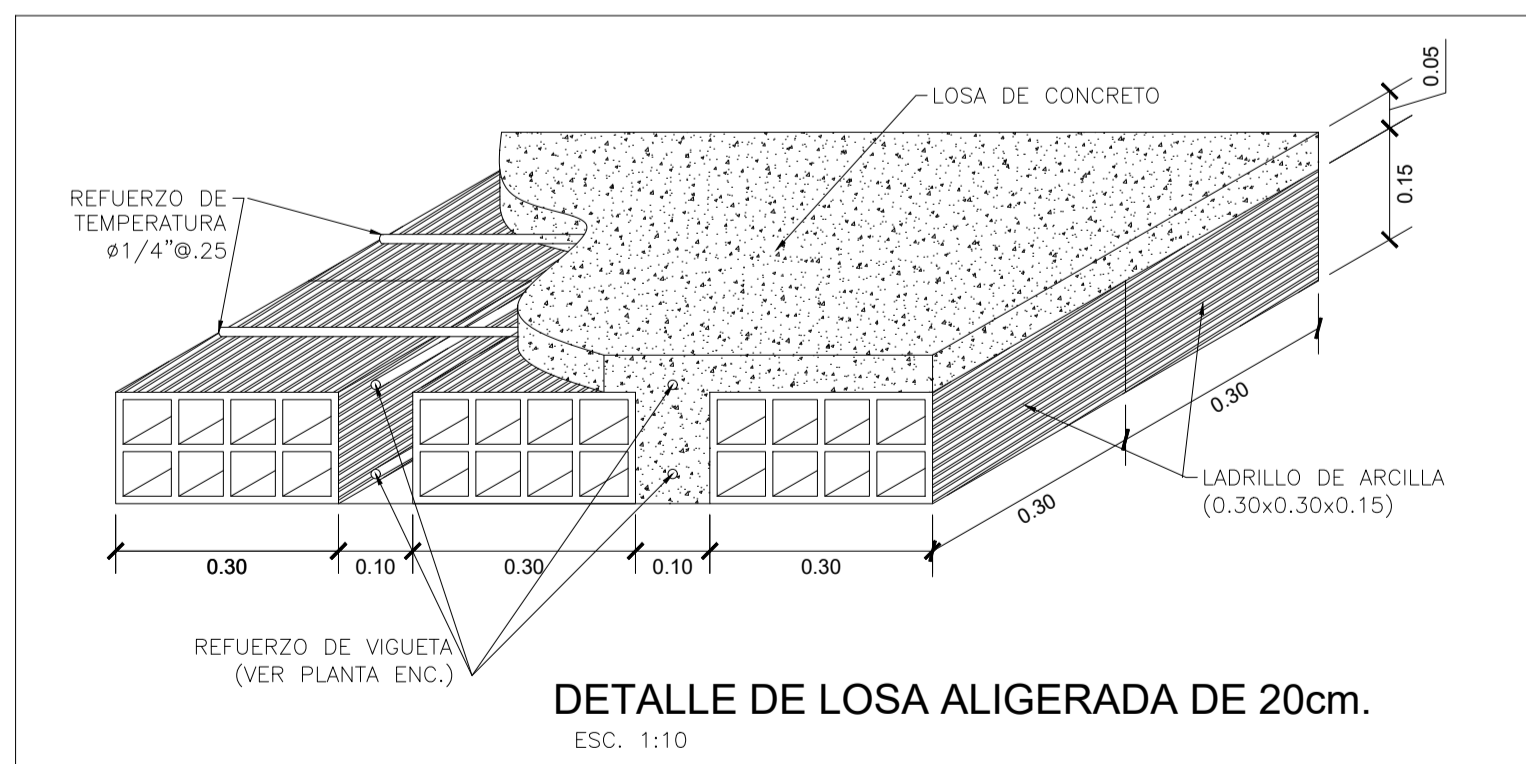 0.05
LOSA DE CONCRETO
0.15
REFUERZO DE
TEMPERATURA
ø1/4"@.25
0.30
0.30
LADRILLO DE ARCILLA
(0.30x0.30x0.15)
0.30
0.10
0.30
0.10
0.30
REFUERZO DE VIGUETA
(VER PLANTA ENC.)
DETALLE DE LOSA ALIGERADA DE 20cm.
ESC. 1:10